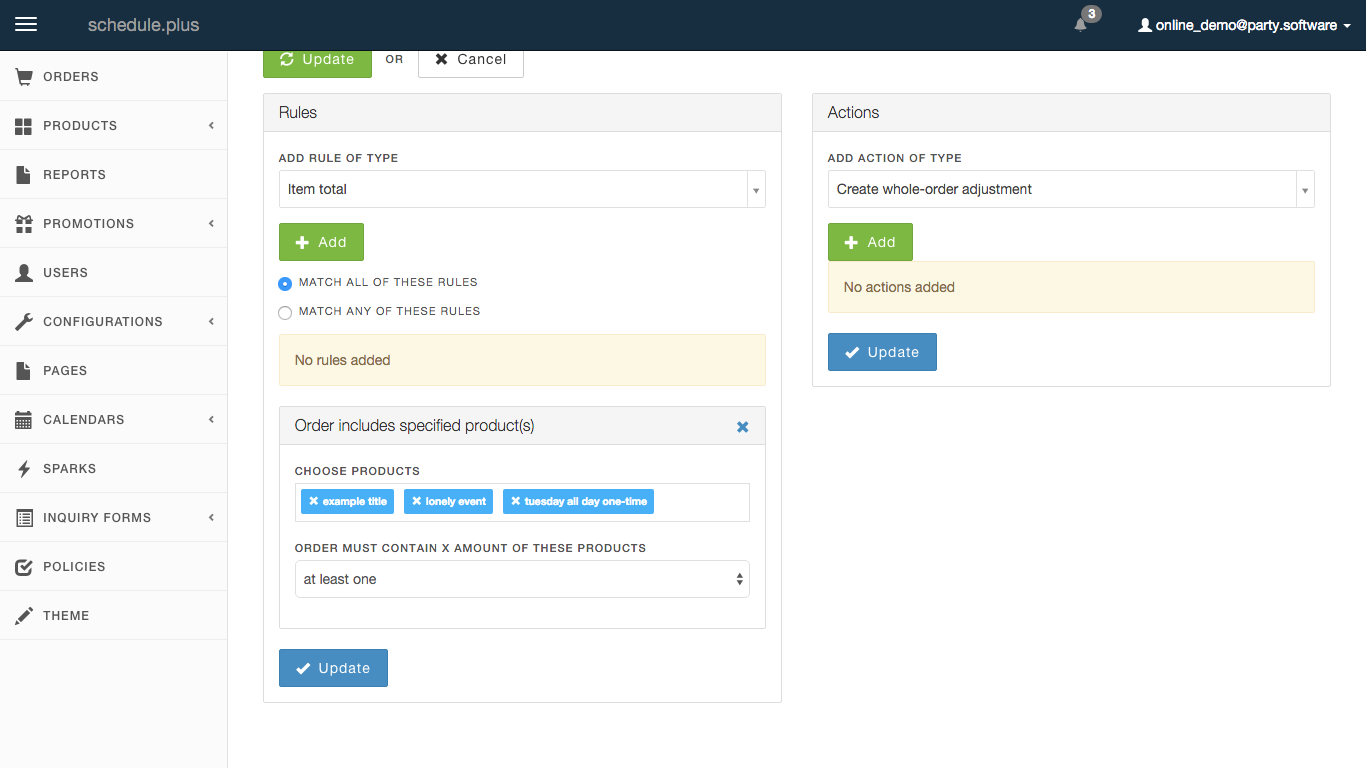 schedule.plus
3
online_demo@party.software
ORDERS
PRODUCTS
REPORTS
PROMOTIONS
USERS
CONFIGURATIONS
PAGES
CALENDARS
SPARKS
INQUIRY FORMS
POLICIES
THEME
Update OR Cancel
Rules
ADD RULE OF TYPE
Item total
Add
MATCH ALL OF THESE RULES
MATCH ANY OF THESE RULES
No rules added
Order includes specified product(s)
CHOOSE PRODUCTS
example title lonely event tuesday all day one-time
ORDER MUST CONTAIN X AMOUNT OF THESE PRODUCTS
at least one
Update
Actions
ADD ACTION OF TYPE
Create whole-order adjustment
Add
No actions added
Update